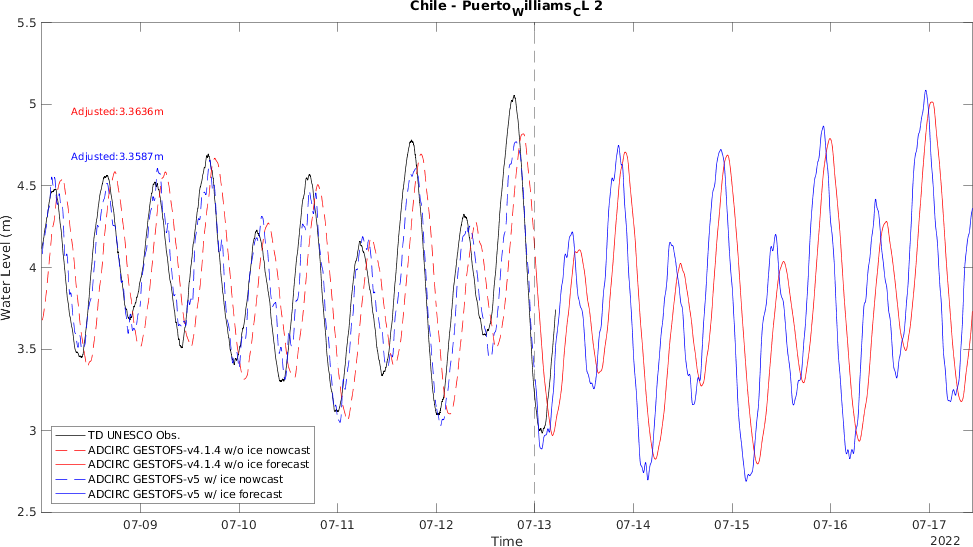 Chile - PuertoWilliamsCL 2
Water Level (m)
5.5
5
4.5
4
3.5
3
2.5
Adjusted:3.3636m
Adjusted:3.3587m
TD UNESCO Obs.
ADCIRC GESTOFS-v4.1.4 w/o ice nowcast
ADCIRC GESTOFS-v4.1.4 w/o ice forecast
ADCIRC GESTOFS-v5 w/ ice nowcast
ADCIRC GESTOFS-v5 w/ ice forecast
07-09 07-10 07-11 07-12 07-13 07-14 07-15 07-16 07-17
Time
2022